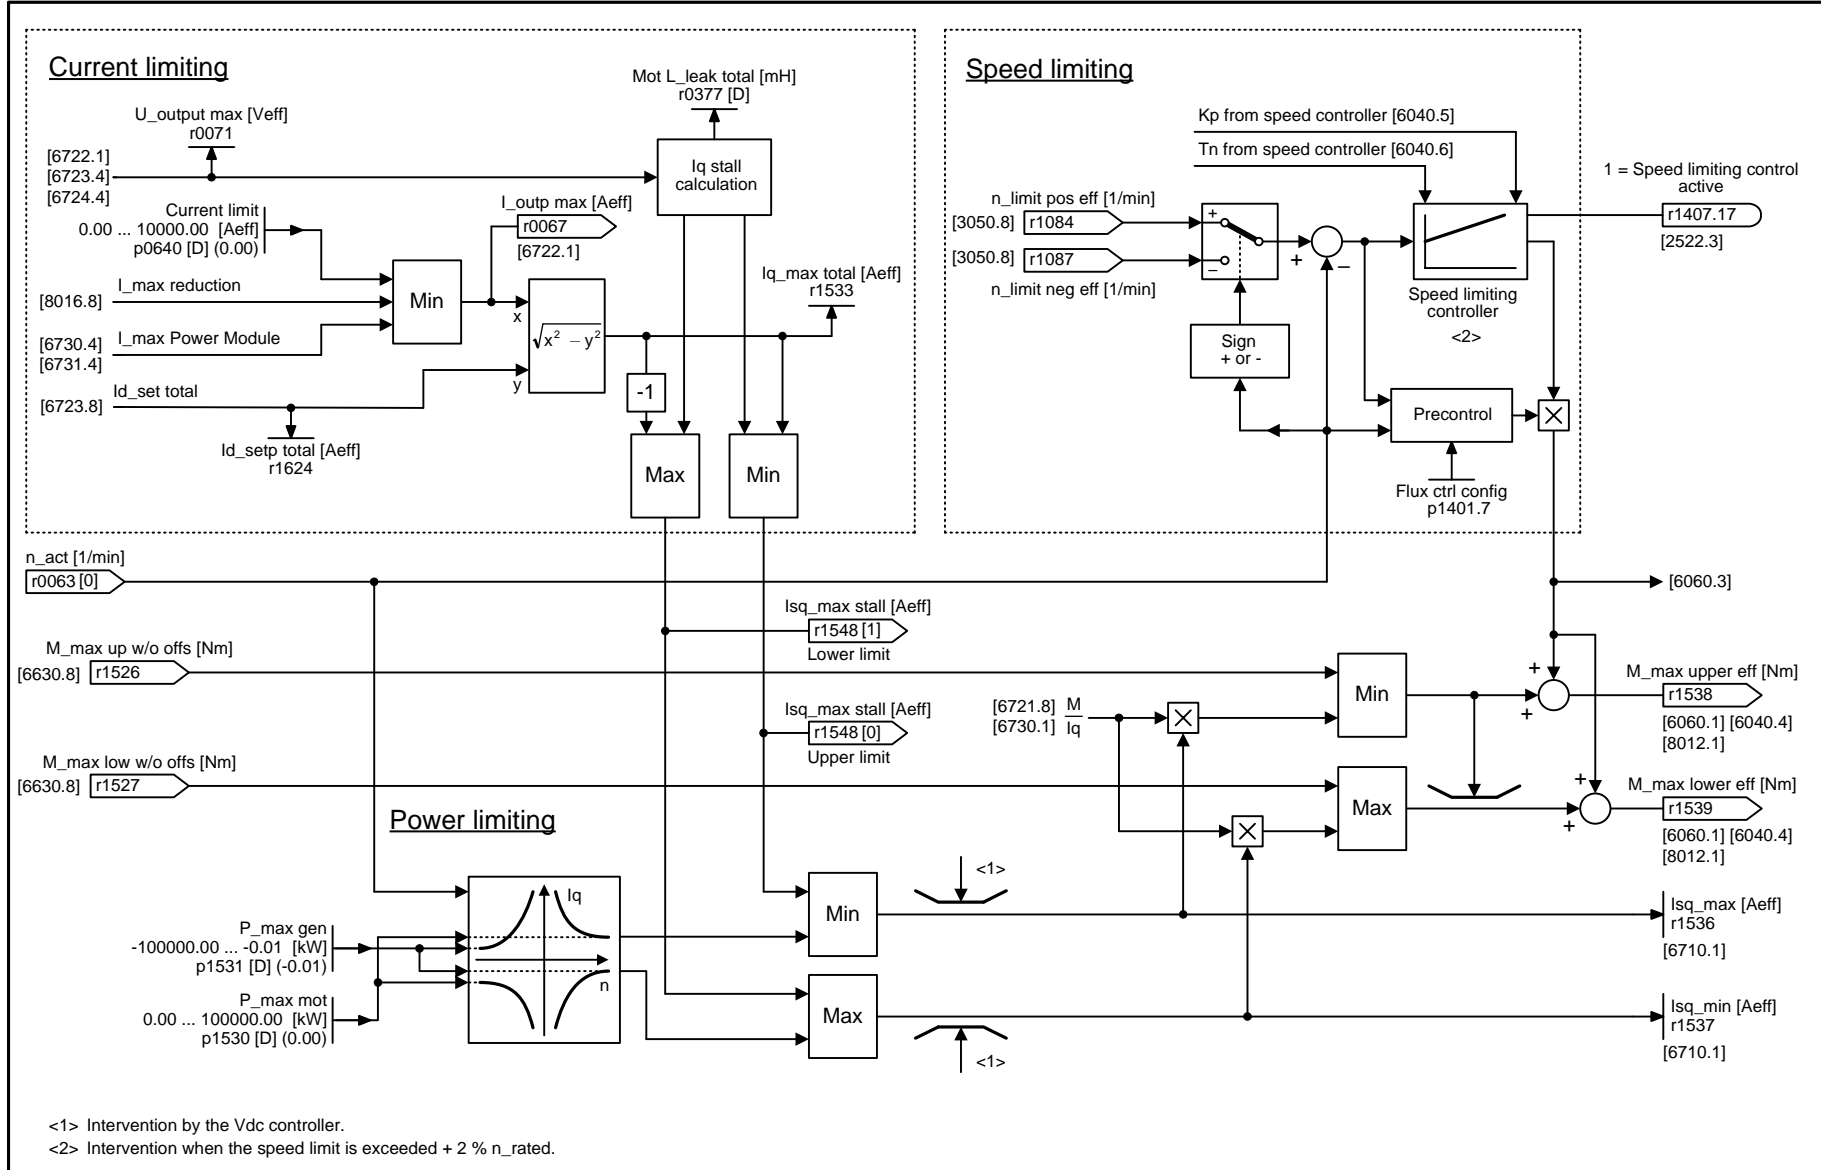 Current limiting
Mot L_leak total [mH]
r0377 [D]
U_output max [Veff]
r0071
[6722.1]
[6723.4]
[6724.4]
Iq stall
calculation
Current limit
0.00 ... 10000.00 [Aeff]
p0640 [D] (0.00)
I_outp max [Aeff]
r0067
[6722.1]
[8016.8]
I_max reduction
Min
[6730.4]
[6731.4]
I_max Power Module
x
y
√x² – y²
Iq_max total [Aeff]
r1533
[6723.8]
Id_set total
Id_setp total [Aeff]
r1624
-1
Max
Min
Speed limiting
Kp from speed controller [6040.5]
Tn from speed controller [6040.6]
n_limit pos eff [1/min]
[3050.8] r1084
[3050.8] r1087
n_limit neg eff [1/min]
+
–
+
–
Sign
+ or -
Speed limiting
controller
<2>
1 = Speed limiting control
active
r1407.17
[2522.3]
Precontrol
×
Flux ctrl config
p1401.7
n_act [1/min]
r0063 [0]
[6060.3]
Isq_max stall [Aeff]
r1548 [1]
Lower limit
M_max up w/o offs [Nm]
[6630.8] r1526
Isq_max stall [Aeff]
r1548 [0]
Upper limit
[6721.8]
[6730.1]
M
Iq
×
Min
+
+
M_max upper eff [Nm]
r1538
[6060.1] [6040.4]
[8012.1]
M_max low w/o offs [Nm]
[6630.8] r1527
×
Max
+
+
M_max lower eff [Nm]
r1539
[6060.1] [6040.4]
[8012.1]
Power limiting
Iq
n
P_max gen
-100000.00 ... -0.01 [kW]
p1531 [D] (-0.01)
P_max mot
0.00 ... 100000.00 [kW]
p1530 [D] (0.00)
Min
<1>
Isq_max [Aeff]
r1536
[6710.1]
Max
<1>
Isq_min [Aeff]
r1537
[6710.1]
<1> Intervention by the Vdc controller.
<2> Intervention when the speed limit is exceeded + 2 % n_rated.